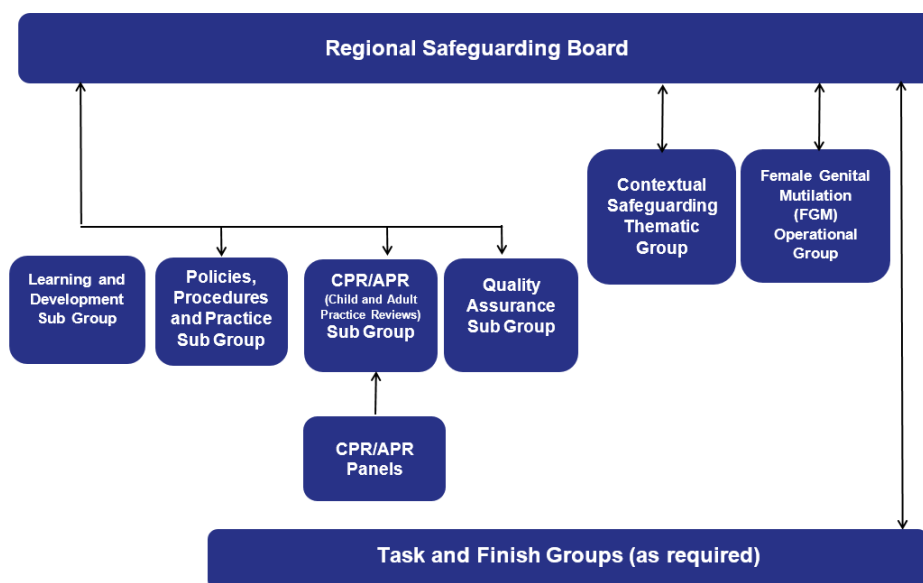 Regional Safeguarding Board
Contextual
Safeguarding
Thematic
Group
Female Genital
Mutilation
(FGM)
Operational
Group
Learning and
Development
Sub Group
Policies,
Procedures
and Practice
Sub Group
CPR/APR
(Child and Adult
Practice Reviews)
Sub Group
Quality
Assurance
Sub Group
CPR/APR
Panels
Task and Finish Groups (as required)